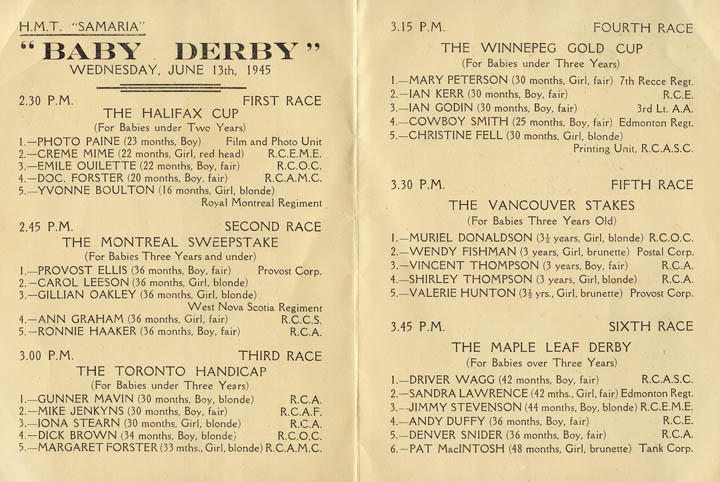 H.M.T. "SAMARIA"
"BABY DERBY"
WEDNESDAY, JUNE 13th, 1945
2.30 P.M. FIRST RACE
THE HALIFAX CUP
(For Babies under Two Years)
1.—PHOTO PAINE (23 months, Boy) Film and Photo Unit
2.—CREME MIME (22 months, Girl, red head) R.C.E.M.E.
3.—EMILE OUILETTE (22 months, Boy, fair) R.C.O.C.
4.—DOC. FORSTER (20 months, Boy, fair) R.C.A.M.C.
5.—YVONNE BOULTON (16 months, Girl, blonde)
Royal Montreal Regiment
2.45 P.M. SECOND RACE
THE MONTREAL SWEEPSTAKE
(For Babies Three Years and under)
1.—PROVOST ELLIS (36 months, Boy, fair) Provost Corp.
2.—CAROL LEESON (36 months, Girl, blonde)
3.—GILLIAN OAKLEY (36 months, Girl, blonde)
West Nova Scotia Regiment
4.—ANN GRAHAM (36 months, Girl, fair) R.C.C.S.
5.—RONNIE HAAKER (36 months, Boy, fair) R.C.A.
3.00 P.M. THIRD RACE
THE TORONTO HANDICAP
(For Babies under Three Years)
1.—GUNNER MAVIN (30 months, Boy, blonde) R.C.A.
2.—MIKE JENKYNS (30 months, Boy, fair) R.C.A.F.
3.—IONA STEARN (30 months, Girl, blonde) R.C.A.
4.—DICK BROWN (34 months, Boy, blonde) R.C.O.C.
5.—MARGARET FORSTER (33 mths., Girl, blonde) R.C.A.M.C.
3.15 P.M. FOURTH RACE
THE WINNEPEG GOLD CUP
(For Babies under Three Years)
1.—MARY PETERSON (30 months, Girl, fair) 7th Recce Regt.
2.—IAN KERR (30 months, Boy, fair) R.C.E.
3.—IAN GODIN (30 months, Boy, fair) 3rd Lt. A.A.
4.—COWBOY SMITH (25 months, Boy, fair) Edmonton Regt.
5.—CHRISTINE FELL (30 months, Girl, blonde)
Printing Unit, R.C.A.S.C.
3.30 P.M. FIFTH RACE
THE VANCOUVER STAKES
(For Babies Three Years Old)
1.—MURIEL DONALDSON (3½ years, Girl, blonde) R.C.O.C.
2.—WENDY FISHMAN (3 years, Girl, brunette) Postal Corp.
3.—VINCENT THOMPSON (3 years, Boy, fair) R.C.A.
4.—SHIRLEY THOMPSON (3 years, Girl, blonde) R.C.A.
5.—VALERIE HUNTON (3½ yrs., Girl, brunette) Provost Corp.
3.45 P.M. SIXTH RACE
THE MAPLE LEAF DERBY
(For Babies over Three Years)
1.—DRIVER WAGG (42 months, Boy, fair) R.C.A.S.C.
2.—SANDRA LAWRENCE (42 mths., Girl, fair) Edmonton Regt.
3.—JIMMY STEVENSON (44 months, Boy, blonde) R.C.E.M.E.
4.—ANDY DUFFY (36 months, Boy, fair) R.C.E.
5.—DENVER SNIDER (36 months, Boy, fair) R.C.A.
6.—PAT MacINTOSH (48 months, Girl, brunette) Tank Corp.